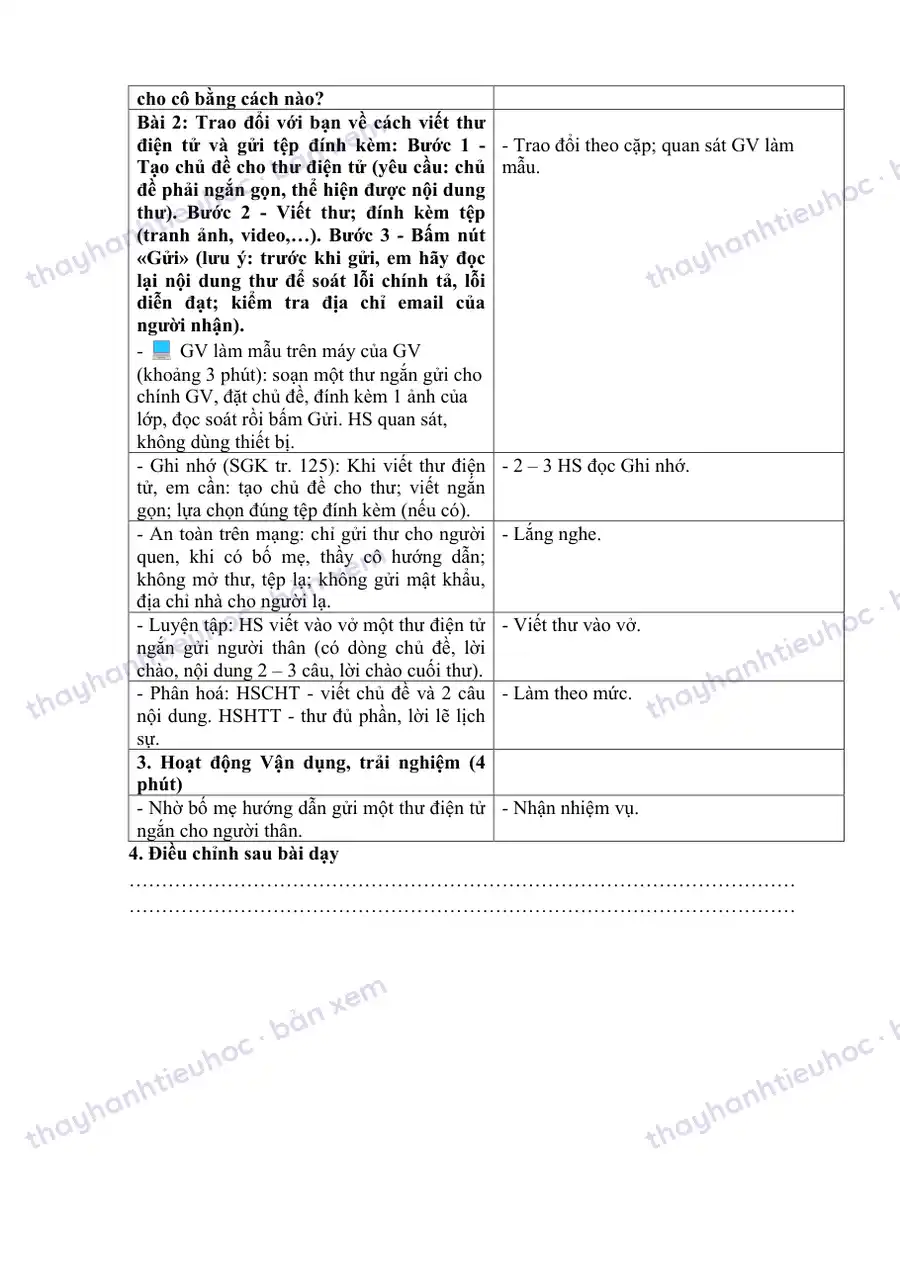 cho cô bằng cách nào?
Bài 2: Trao đổi với bạn về cách viết thư
điện tử và gửi tệp đính kèm: Bước 1 -
Tạo chủ đề cho thư điện tử (yêu cầu: chủ
đề phải ngắn gọn, thể hiện được nội dung
thư). Bước 2 - Viết thư; đính kèm tệp
(tranh ảnh, video,…). Bước 3 - Bấm nút
«Gửi» (lưu ý: trước khi gửi, em hãy đọc
lại nội dung thư để soát lỗi chính tả, lỗi
diễn đạt; kiểm tra địa chỉ email của
người nhận).
- GV làm mẫu trên máy của GV
(khoảng 3 phút): soạn một thư ngắn gửi cho
chính GV, đặt chủ đề, đính kèm 1 ảnh của
lớp, đọc soát rồi bấm Gửi. HS quan sát,
không dùng thiết bị.
- Trao đổi theo cặp; quan sát GV làm
mẫu.
- Ghi nhớ (SGK tr. 125): Khi viết thư điện
tử, em cần: tạo chủ đề cho thư; viết ngắn
gọn; lựa chọn đúng tệp đính kèm (nếu có).
- 2 – 3 HS đọc Ghi nhớ.
- An toàn trên mạng: chỉ gửi thư cho người
quen, khi có bố mẹ, thầy cô hướng dẫn;
không mở thư, tệp lạ; không gửi mật khẩu,
địa chỉ nhà cho người lạ.
- Lắng nghe.
- Luyện tập: HS viết vào vở một thư điện tử
ngắn gửi người thân (có dòng chủ đề, lời
chào, nội dung 2 – 3 câu, lời chào cuối thư).
- Viết thư vào vở.
- Phân hoá: HSCHT - viết chủ đề và 2 câu
nội dung. HSHTT - thư đủ phần, lời lẽ lịch
sự.
- Làm theo mức.
3. Hoạt động Vận dụng, trải nghiệm (4
phút)
- Nhờ bố mẹ hướng dẫn gửi một thư điện tử
ngắn cho người thân.
- Nhận nhiệm vụ.
4. Điều chỉnh sau bài dạy
thayhanhtieuhoc · bản xem
thayhanhtieuhoc · b
thayhanhtieuhoc · bản xem
thayhanhtieuhoc · b
thayhanhtieuhoc · bản xem
thayhanhtieuhoc · b